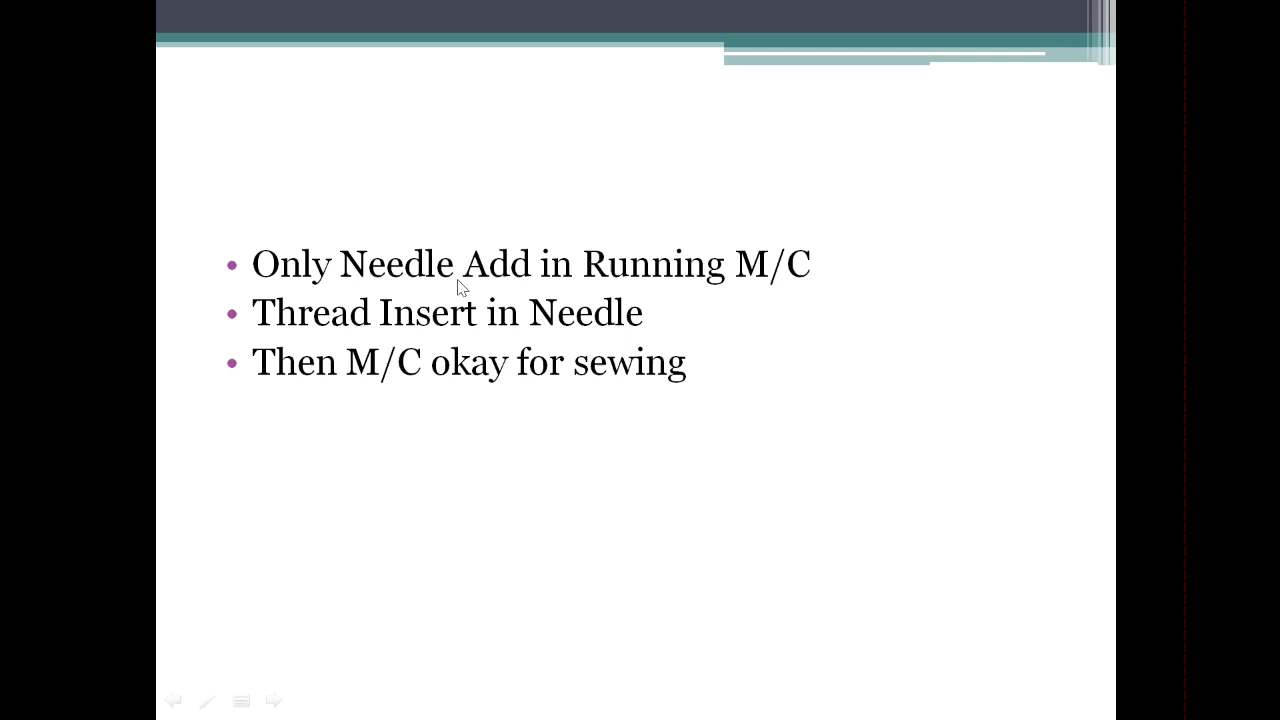 • Only Needle Add in Running M/C
• Thread Insert in Needle
• Then M/C okay for sewing